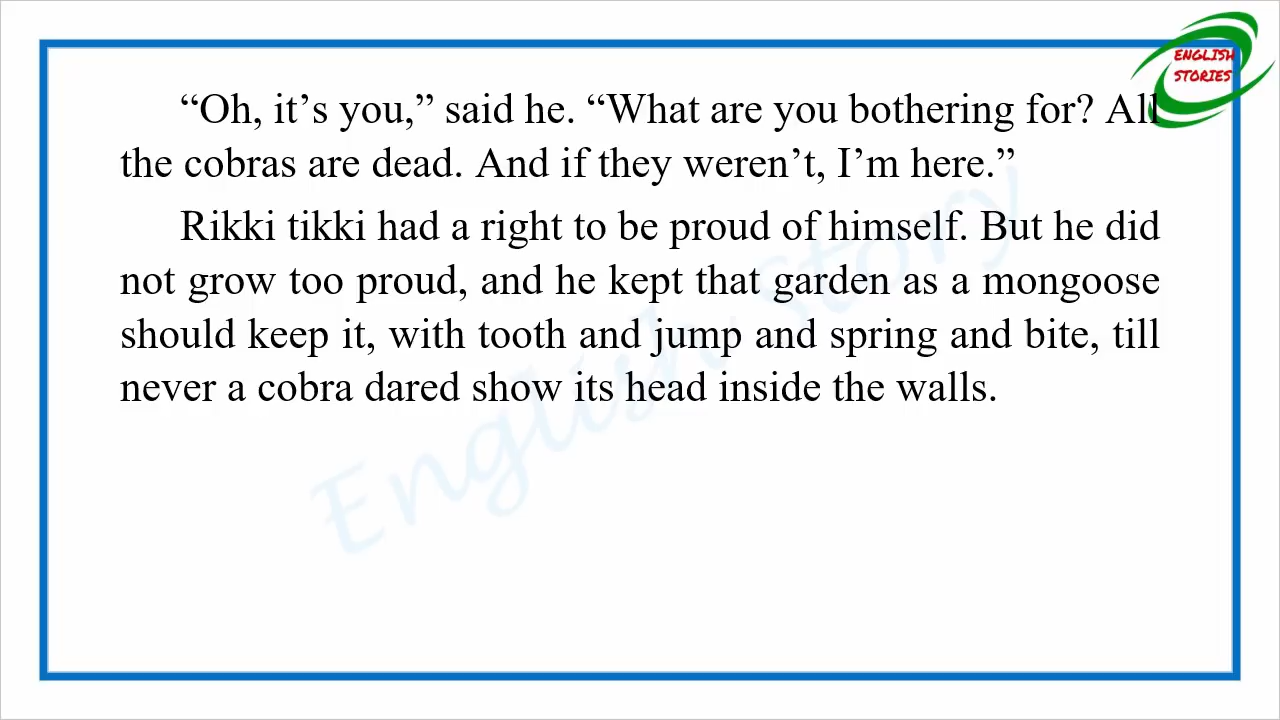 ENGLISH
STORIES
“Oh, it’s you,” said he. “What are you bothering for? All
the cobras are dead. And if they weren’t, I’m here.”
Rikki tikki had a right to be proud of himself. But he did
not grow too proud, and he kept that garden as a mongoose
should keep it, with tooth and jump and spring and bite, till
never a cobra dared show its head inside the walls.
English Story